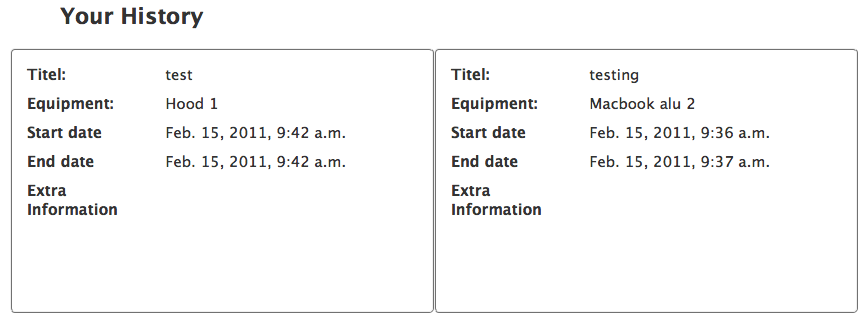 Your History
Titel: test
Equipment: Hood 1
Start date Feb. 15, 2011, 9:42 a.m.
End date Feb. 15, 2011, 9:42 a.m.
Extra
Information
Titel: testing
Equipment: Macbook alu 2
Start date Feb. 15, 2011, 9:36 a.m.
End date Feb. 15, 2011, 9:37 a.m.
Extra
Information